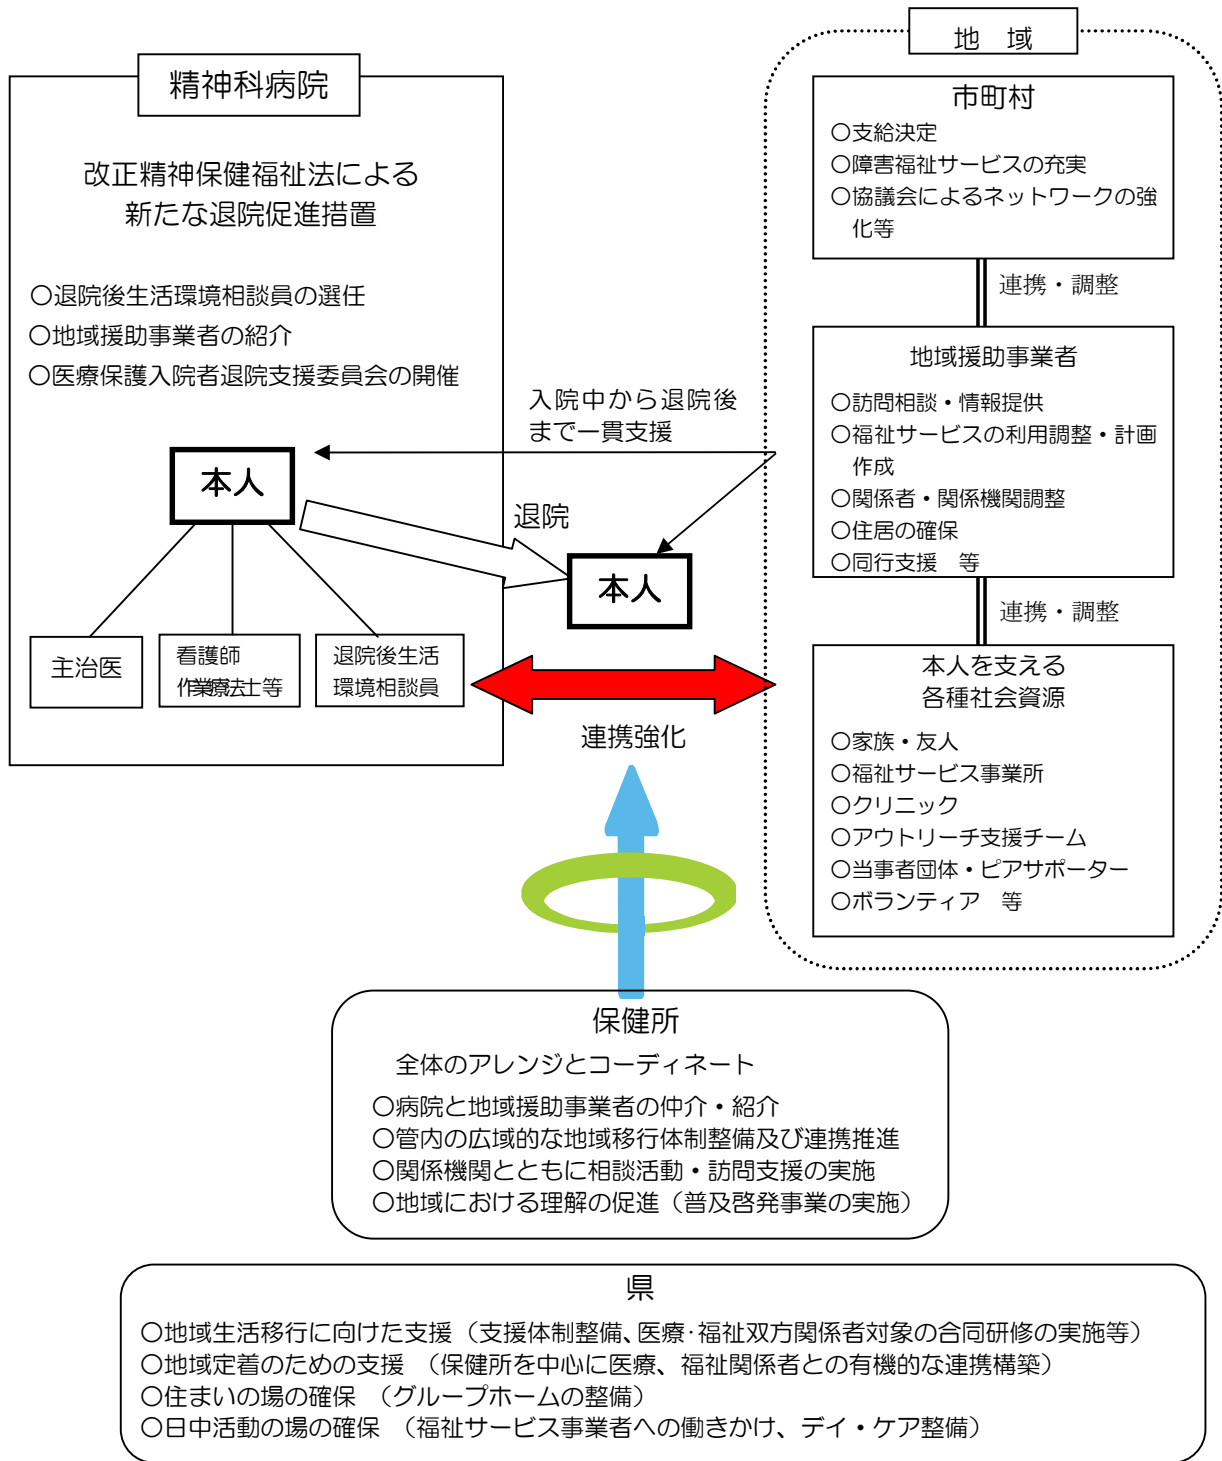 精神科病院
改正精神保健福祉法による
新たな退院促進措置
○退院後生活環境相談員の選任
○地域援助事業者の紹介
○医療保護入院者退院支援委員会の開催
本人
主治医
看護師
作業療法士等
退院後生活
環境相談員
入院中から退院後
まで一貫支援
退院
本人
連携強化
地　域
市町村
○支給決定
○障害福祉サービスの充実
○協議会によるネットワークの強
化等
連携・調整
地域援助事業者
○訪問相談・情報提供
○福祉サービスの利用調整・計画
作成
○関係者・関係機関調整
○住居の確保
○同行支援　等
連携・調整
本人を支える
各種社会資源
○家族・友人
○福祉サービス事業所
○クリニック
○アウトリーチ支援チーム
○当事者団体・ピアサポーター
○ボランティア　等
保健所
全体のアレンジとコーディネート
○病院と地域援助事業者の仲介・紹介
○管内の広域的な地域移行体制整備及び連携推進
○関係機関とともに相談活動・訪問支援の実施
○地域における理解の促進（普及啓発事業の実施）
県
○地域生活移行に向けた支援（支援体制整備、医療・福祉双方関係者対象の合同研修の実施等）
○地域定着のための支援　（保健所を中心に医療、福祉関係者との有機的な連携構築）
○住まいの場の確保　（グループホームの整備）
○日中活動の場の確保　（福祉サービス事業者への働きかけ、デイ・ケア整備）